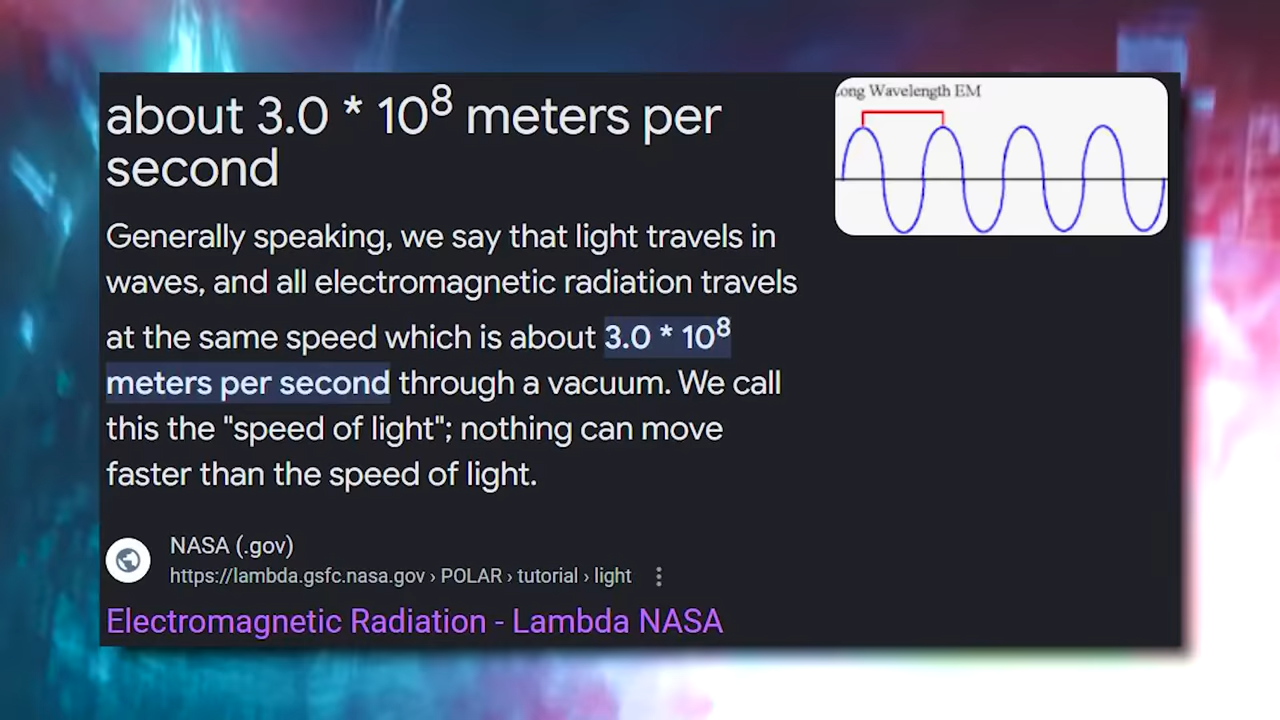 about 3.0 * 10⁸ meters per
second
ong Wavelength EM
Generally speaking, we say that light travels in
waves, and all electromagnetic radiation travels
at the same speed which is about 3.0 * 10⁸
meters per second through a vacuum. We call
this the "speed of light"; nothing can move
faster than the speed of light.
NASA (.gov)
https://lambda.gsfc.nasa.gov › POLAR › tutorial › light
Electromagnetic Radiation - Lambda NASA